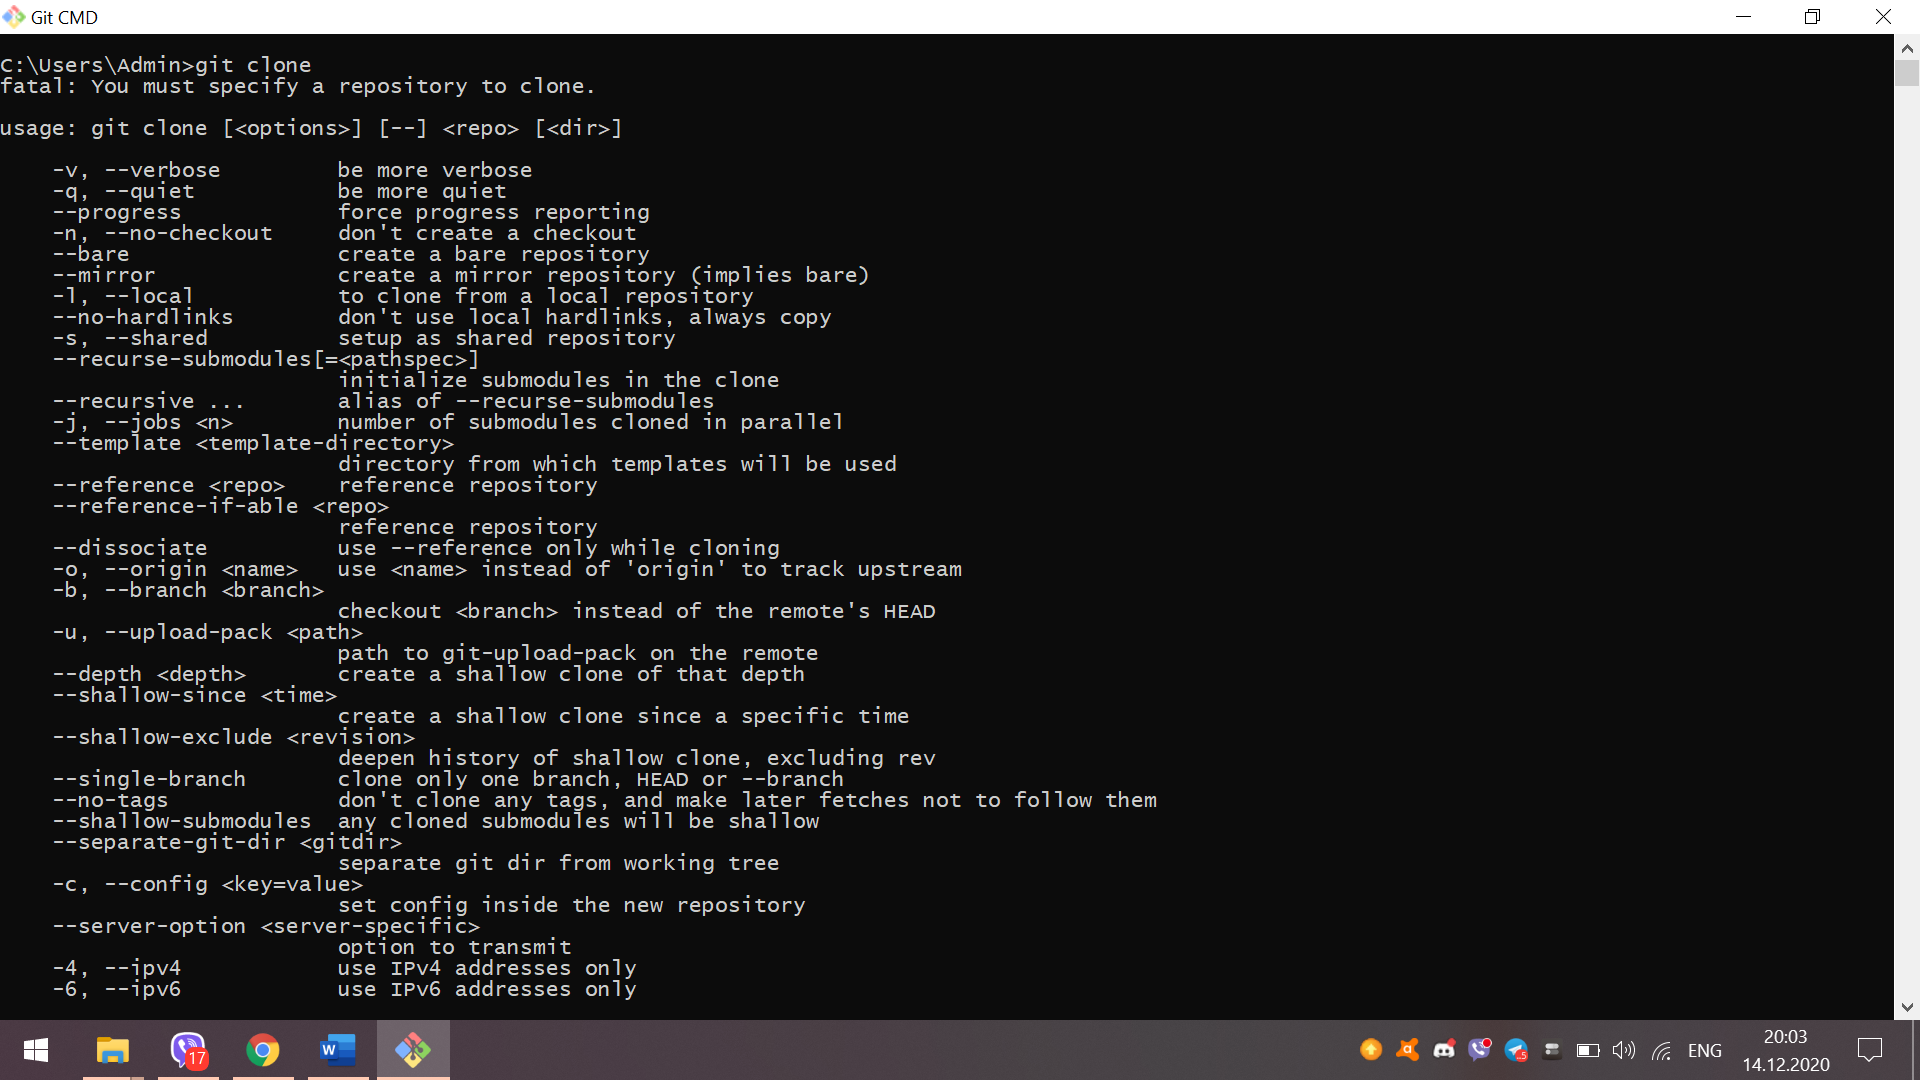 Git CMD
C:\Users\Admin>git clone
fatal: You must specify a repository to clone.
usage: git clone [<options>] [--] <repo> [<dir>]
    -v, --verbose         be more verbose
    -q, --quiet           be more quiet
    --progress            force progress reporting
    -n, --no-checkout     don't create a checkout
    --bare                create a bare repository
    --mirror              create a mirror repository (implies bare)
    -l, --local           to clone from a local repository
    --no-hardlinks        don't use local hardlinks, always copy
    -s, --shared          setup as shared repository
    --recurse-submodules[=<pathspec>]
                          initialize submodules in the clone
    --recursive ...       alias of --recurse-submodules
    -j, --jobs <n>        number of submodules cloned in parallel
    --template <template-directory>
                          directory from which templates will be used
    --reference <repo>    reference repository
    --reference-if-able <repo>
                          reference repository
    --dissociate          use --reference only while cloning
    -o, --origin <name>   use <name> instead of 'origin' to track upstream
    -b, --branch <branch>
                          checkout <branch> instead of the remote's HEAD
    -u, --upload-pack <path>
                          path to git-upload-pack on the remote
    --depth <depth>       create a shallow clone of that depth
    --shallow-since <time>
                          create a shallow clone since a specific time
    --shallow-exclude <revision>
                          deepen history of shallow clone, excluding rev
    --single-branch       clone only one branch, HEAD or --branch
    --no-tags             don't clone any tags, and make later fetches not to follow them
    --shallow-submodules  any cloned submodules will be shallow
    --separate-git-dir <gitdir>
                          separate git dir from working tree
    -c, --config <key=value>
                          set config inside the new repository
    --server-option <server-specific>
                          option to transmit
    -4, --ipv4            use IPv4 addresses only
    -6, --ipv6            use IPv6 addresses only
17
W
5
ENG
20:03
14.12.2020